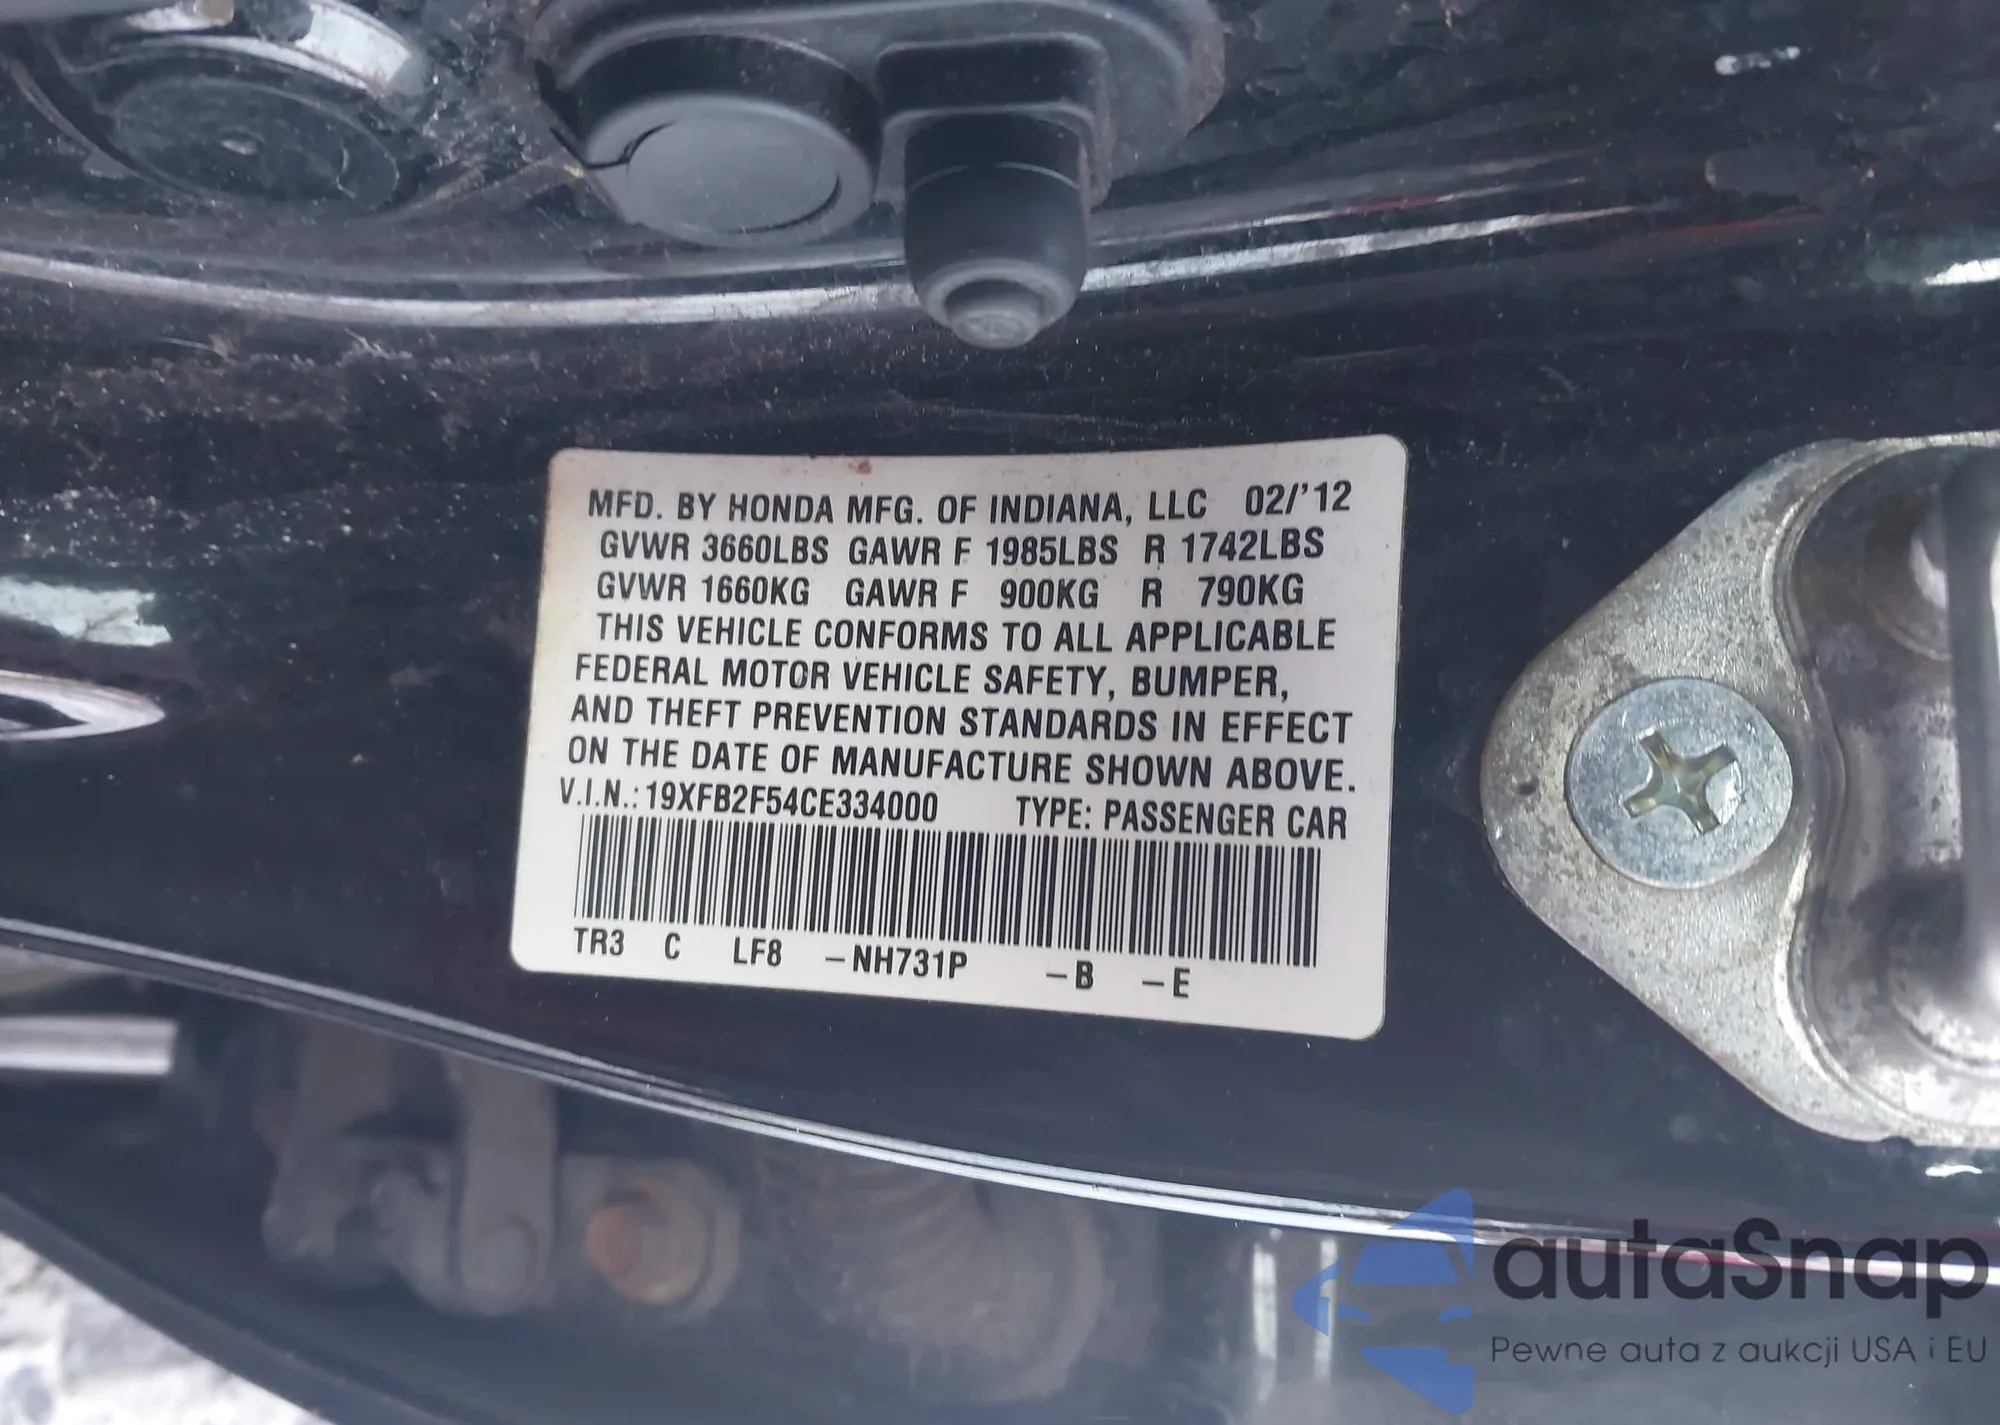 MFD. BY HONDA MFG. OF INDIANA, LLC 02/'12
GVWR 3660LBS GAWR F 1985LBS R 1742LBS
GVWR 1660KG GAWR F 900KG R 790KG
THIS VEHICLE CONFORMS TO ALL APPLICABLE
FEDERAL MOTOR VEHICLE SAFETY, BUMPER,
AND THEFT PREVENTION STANDARDS IN EFFECT
ON THE DATE OF MANUFACTURE SHOWN ABOVE.
V.I.N.: 19XFB2F54CE334000 TYPE: PASSENGER CAR
TR3 C LF8 -NH731P -B -E
autaSnap
Pewne auta z aukcji USA i EU